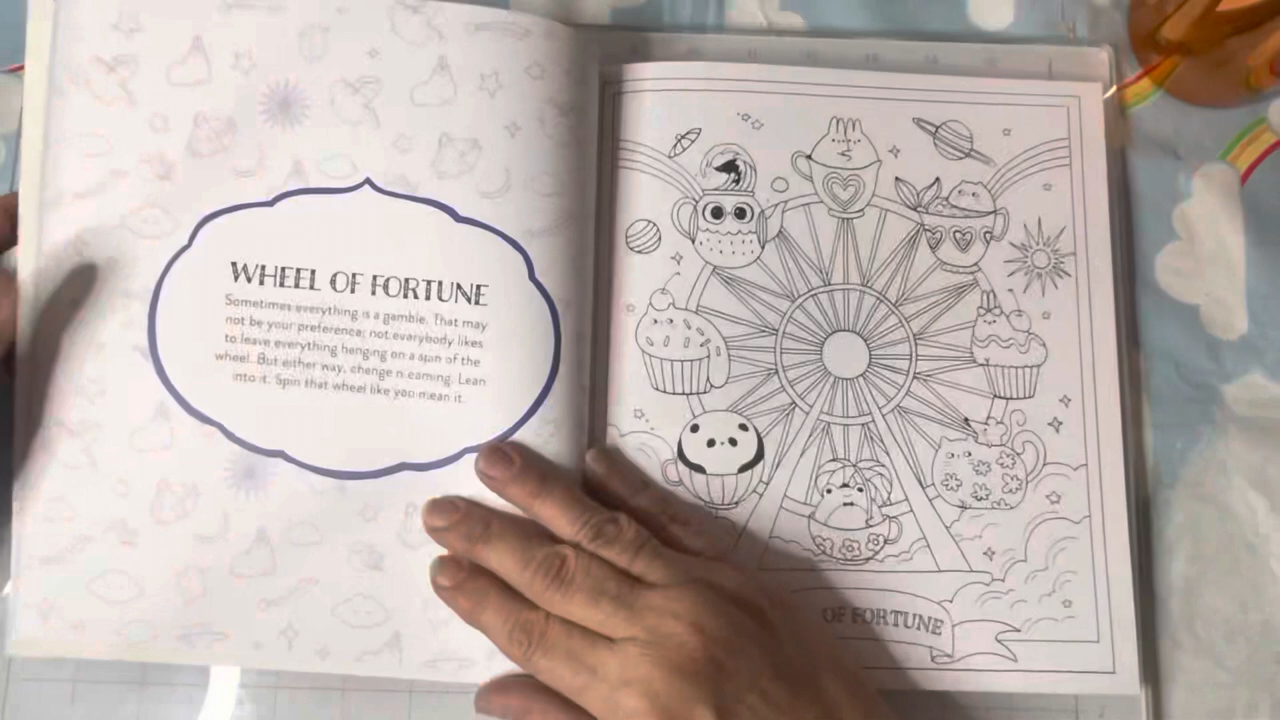 WHEEL OF FORTUNE
Sometimes everything is a gamble. That may
not be your preference; not everybody likes
to leave everything hanging on a span of the
wheel. But either way, change is coming. Lean
into it. Spin that wheel like you mean it.
OF FORTUNE